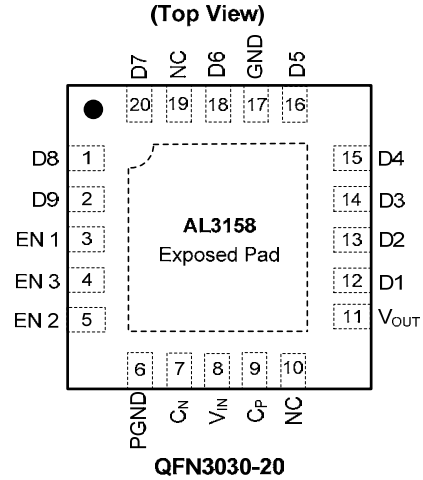 (Top View)
D7 NC D6 GND D5
20 19 18 17 16
D8 1 15 D4
D9 2 14 D3
AL3158
Exposed Pad
EN 1 3 13 D2
EN 3 4 12 D1
EN 2 5 11 VOUT
6 7 8 9 10
PGND CN VIN CP NC
QFN3030-20